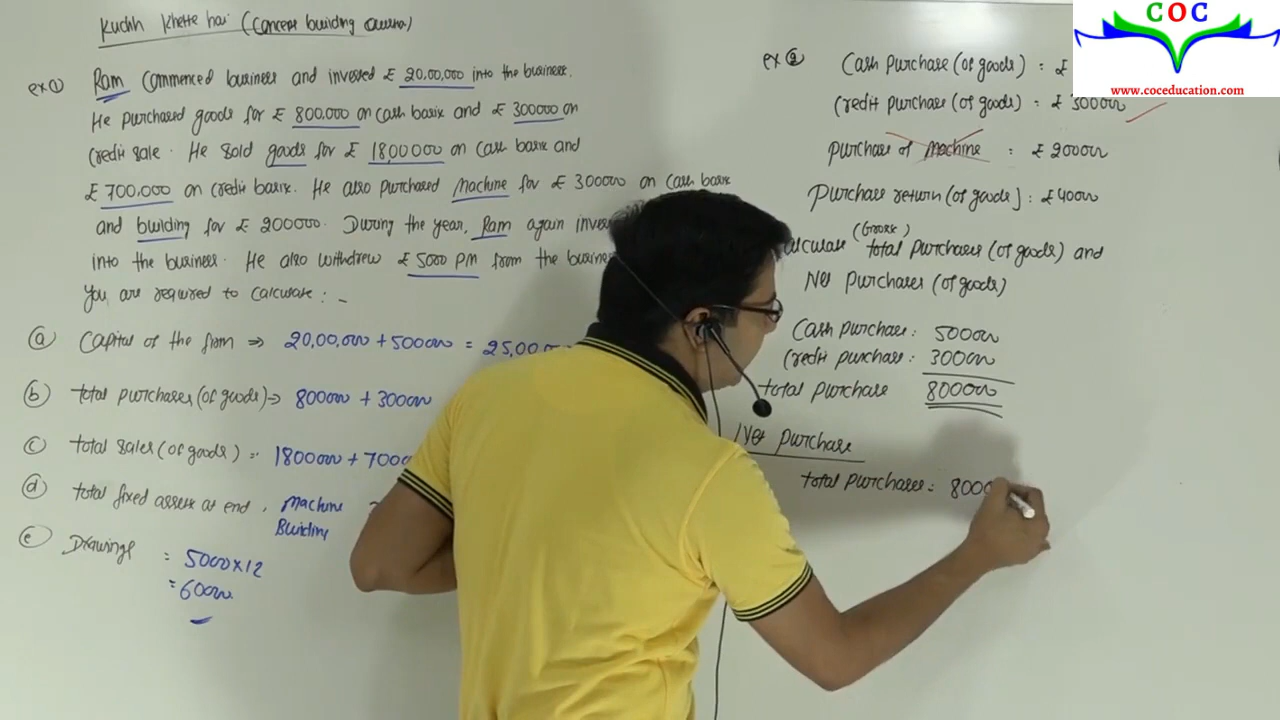 Kuchh Khette hai (Concept building
ex ① Ram Commenced business and invested £ 20,00,000 into the business.
He purchased goods for £ 800,000 on cash basis and £ 300000 on
Credit sale. He sold goods for £ 1800000 on cash basis and
£ 700,000 on credit basis. He also purchased Machine for £ 300000 on cash basis
and building for £ 200000. During the year, Ram again
into the business. He also withdrew £ 5000 PM from the
You are required to calculate : -
ⓐ Capital of the firm ⇒ 20,00,000 + 500000 = 25,00,
ⓑ total purchases (of goods) ⇒ 800000 + 300000
ⓒ total sales (of goods) : 1800000 +
ⓓ total fixed assets at end, Machine
Building
ⓔ Drawings : 5000 x 12
= 60000
COC
www.coceducation.com
ex ② Cash purchase (of goods) : £
Credit purchase (of goods) : £ 300000
purchase of Machine : £ 200000
Purchase return (of goods) : £ 40000
(Gross)
Calculate total purchases (of goods) and
Net purchases (of goods)
Cash purchase : 500000
Credit purchase : 300000
total purchase 800000
Net purchase
total purchases : 8000